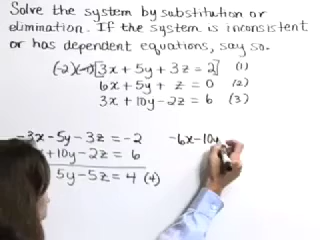 Solve the system by substitution or
elimination. If the system is inconsistent
or has dependent equations, say so.
(-2)(-1)[3x + 5y + 3z = 2] (1)
6x + 5y + z = 0 (2)
3x + 10y - 2z = 6 (3)
-3x - 5y - 3z = -2
x + 10y - 2z = 6
5y - 5z = 4 (4)
-6x - 10y